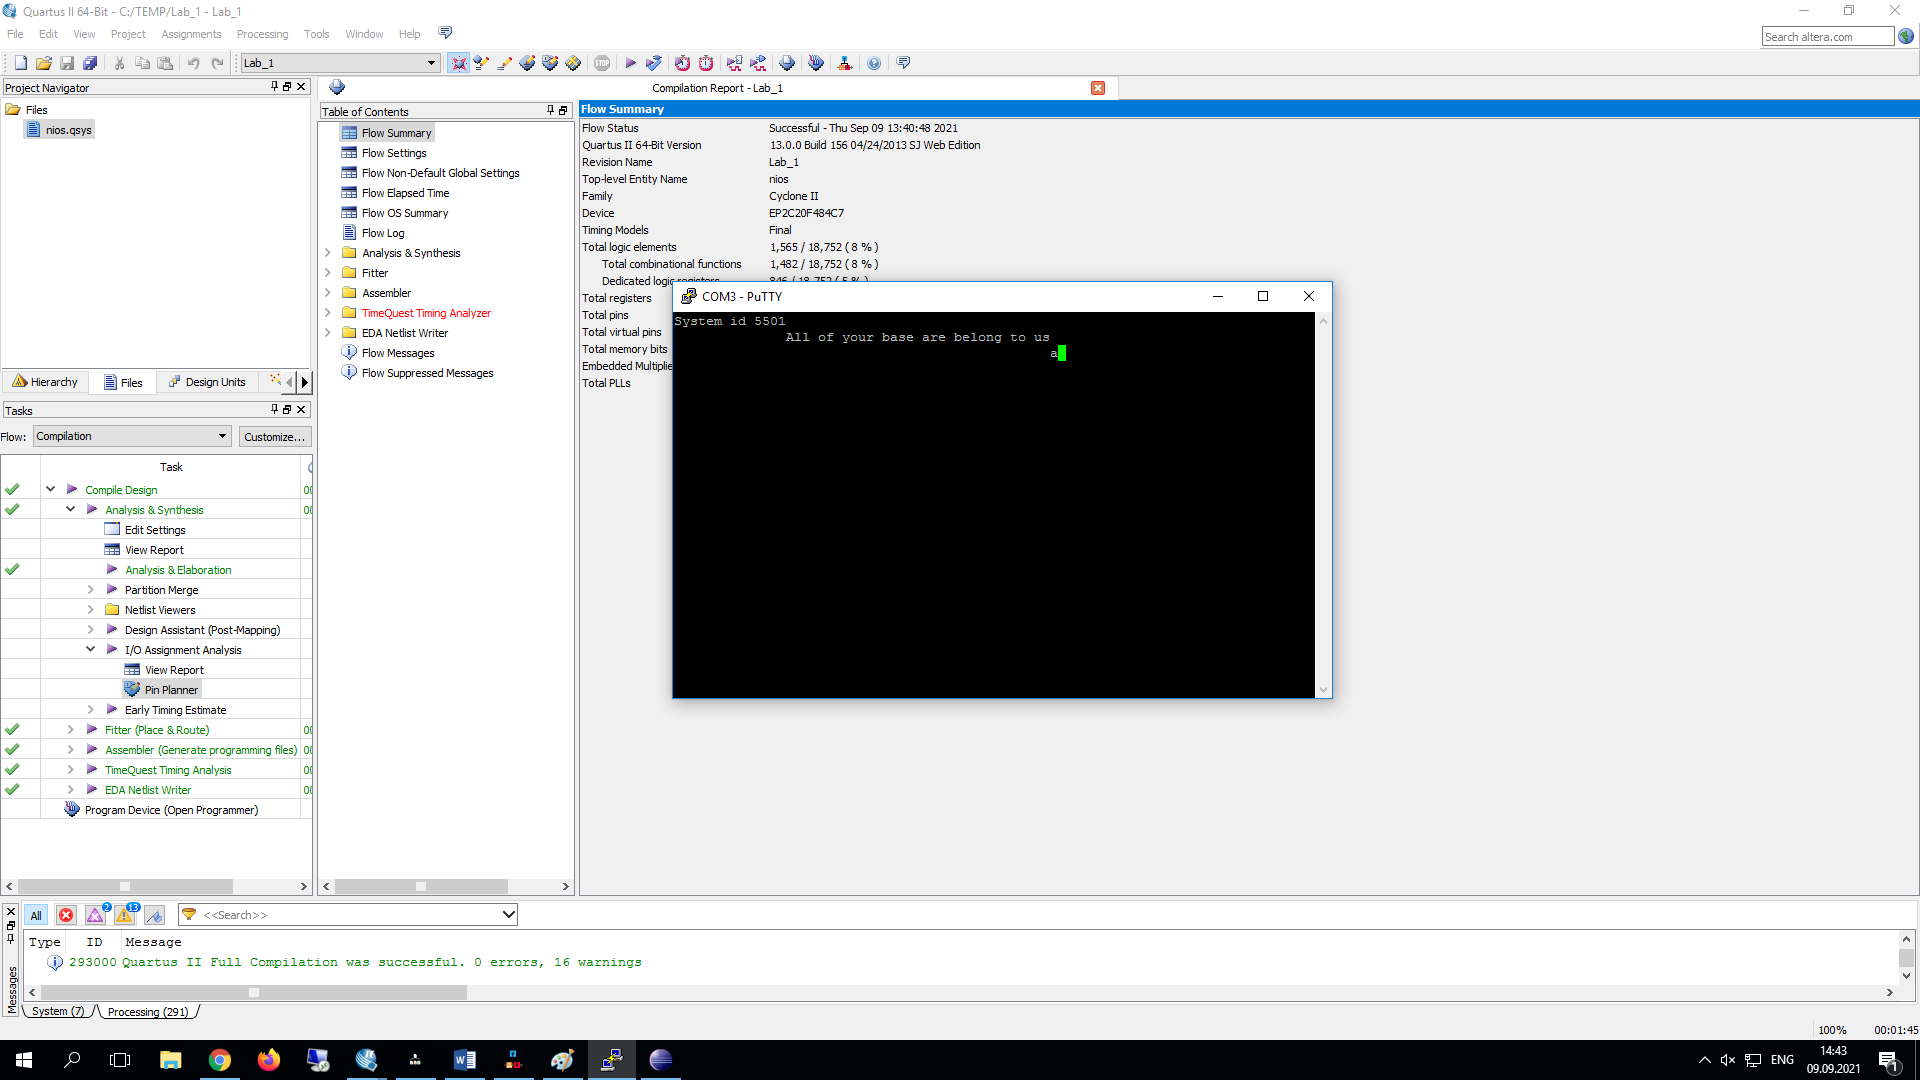 Quartus II 64-Bit - C:/TEMP/Lab_1 - Lab_1
File Edit View Project Assignments Processing Tools Window Help
Search altera.com
Lab_1
Project Navigator
Files
nios.qsys
Hierarchy Files Design Units
Tasks
Flow: Compilation Customize...
Task
Compile Design 00
Analysis & Synthesis 00
Edit Settings
View Report
Analysis & Elaboration
Partition Merge
Netlist Viewers
Design Assistant (Post-Mapping)
I/O Assignment Analysis
View Report
Pin Planner
Early Timing Estimate
Fitter (Place & Route) 00
Assembler (Generate programming files) 00
TimeQuest Timing Analysis 00
EDA Netlist Writer 00
Program Device (Open Programmer)
Compilation Report - Lab_1
Table of Contents
Flow Summary
Flow Settings
Flow Non-Default Global Settings
Flow Elapsed Time
Flow OS Summary
Flow Log
Analysis & Synthesis
Fitter
Assembler
TimeQuest Timing Analyzer
EDA Netlist Writer
Flow Messages
Flow Suppressed Messages
Flow Summary
Flow Status Successful - Thu Sep 09 13:40:48 2021
Quartus II 64-Bit Version 13.0.0 Build 156 04/24/2013 SJ Web Edition
Revision Name Lab_1
Top-level Entity Name nios
Family Cyclone II
Device EP2C20F484C7
Timing Models Final
Total logic elements 1,565 / 18,752 ( 8 % )
Total combinational functions 1,482 / 18,752 ( 8 % )
Dedicated logic registers 846 / 18,752 ( 5 % )
Total registers
Total pins
Total virtual pins
Total memory bits
Embedded Multiplie
Total PLLs
COM3 - PuTTY
System id 5501
All of your base are belong to us
a
All 2 13 <<Search>>
Type ID Message
293000 Quartus II Full Compilation was successful. 0 errors, 16 warnings
Messages
System (7) Processing (291)
100% 00:01:45
ENG
14:43
09.09.2021
1